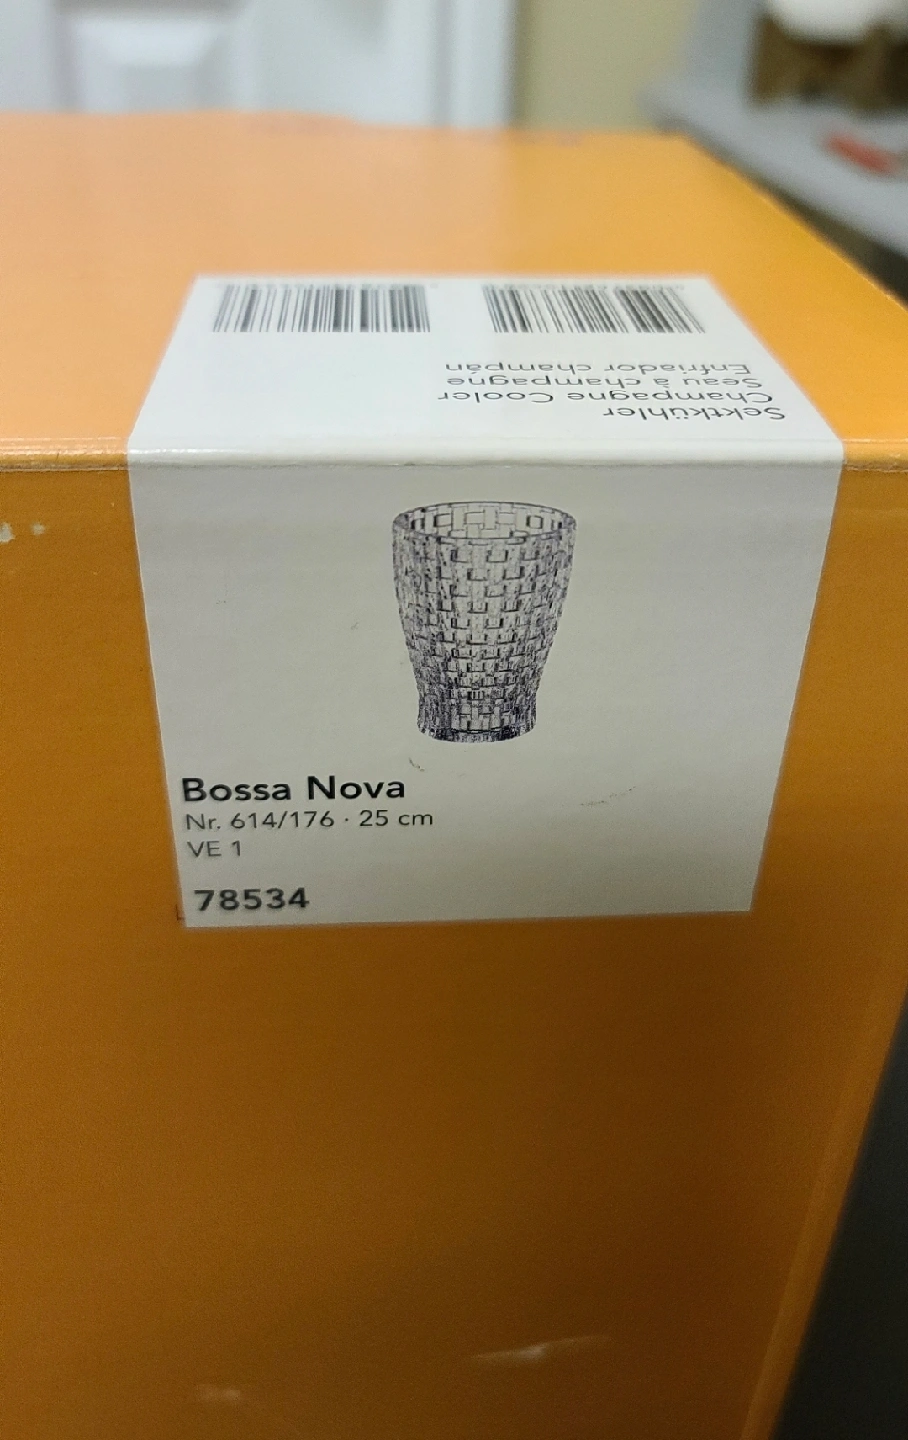 Sektkühler
Champagne Cooler
Seau à champagne
Enfriador champán
Bossa Nova
Nr. 614/176 · 25 cm
VE 1
78534